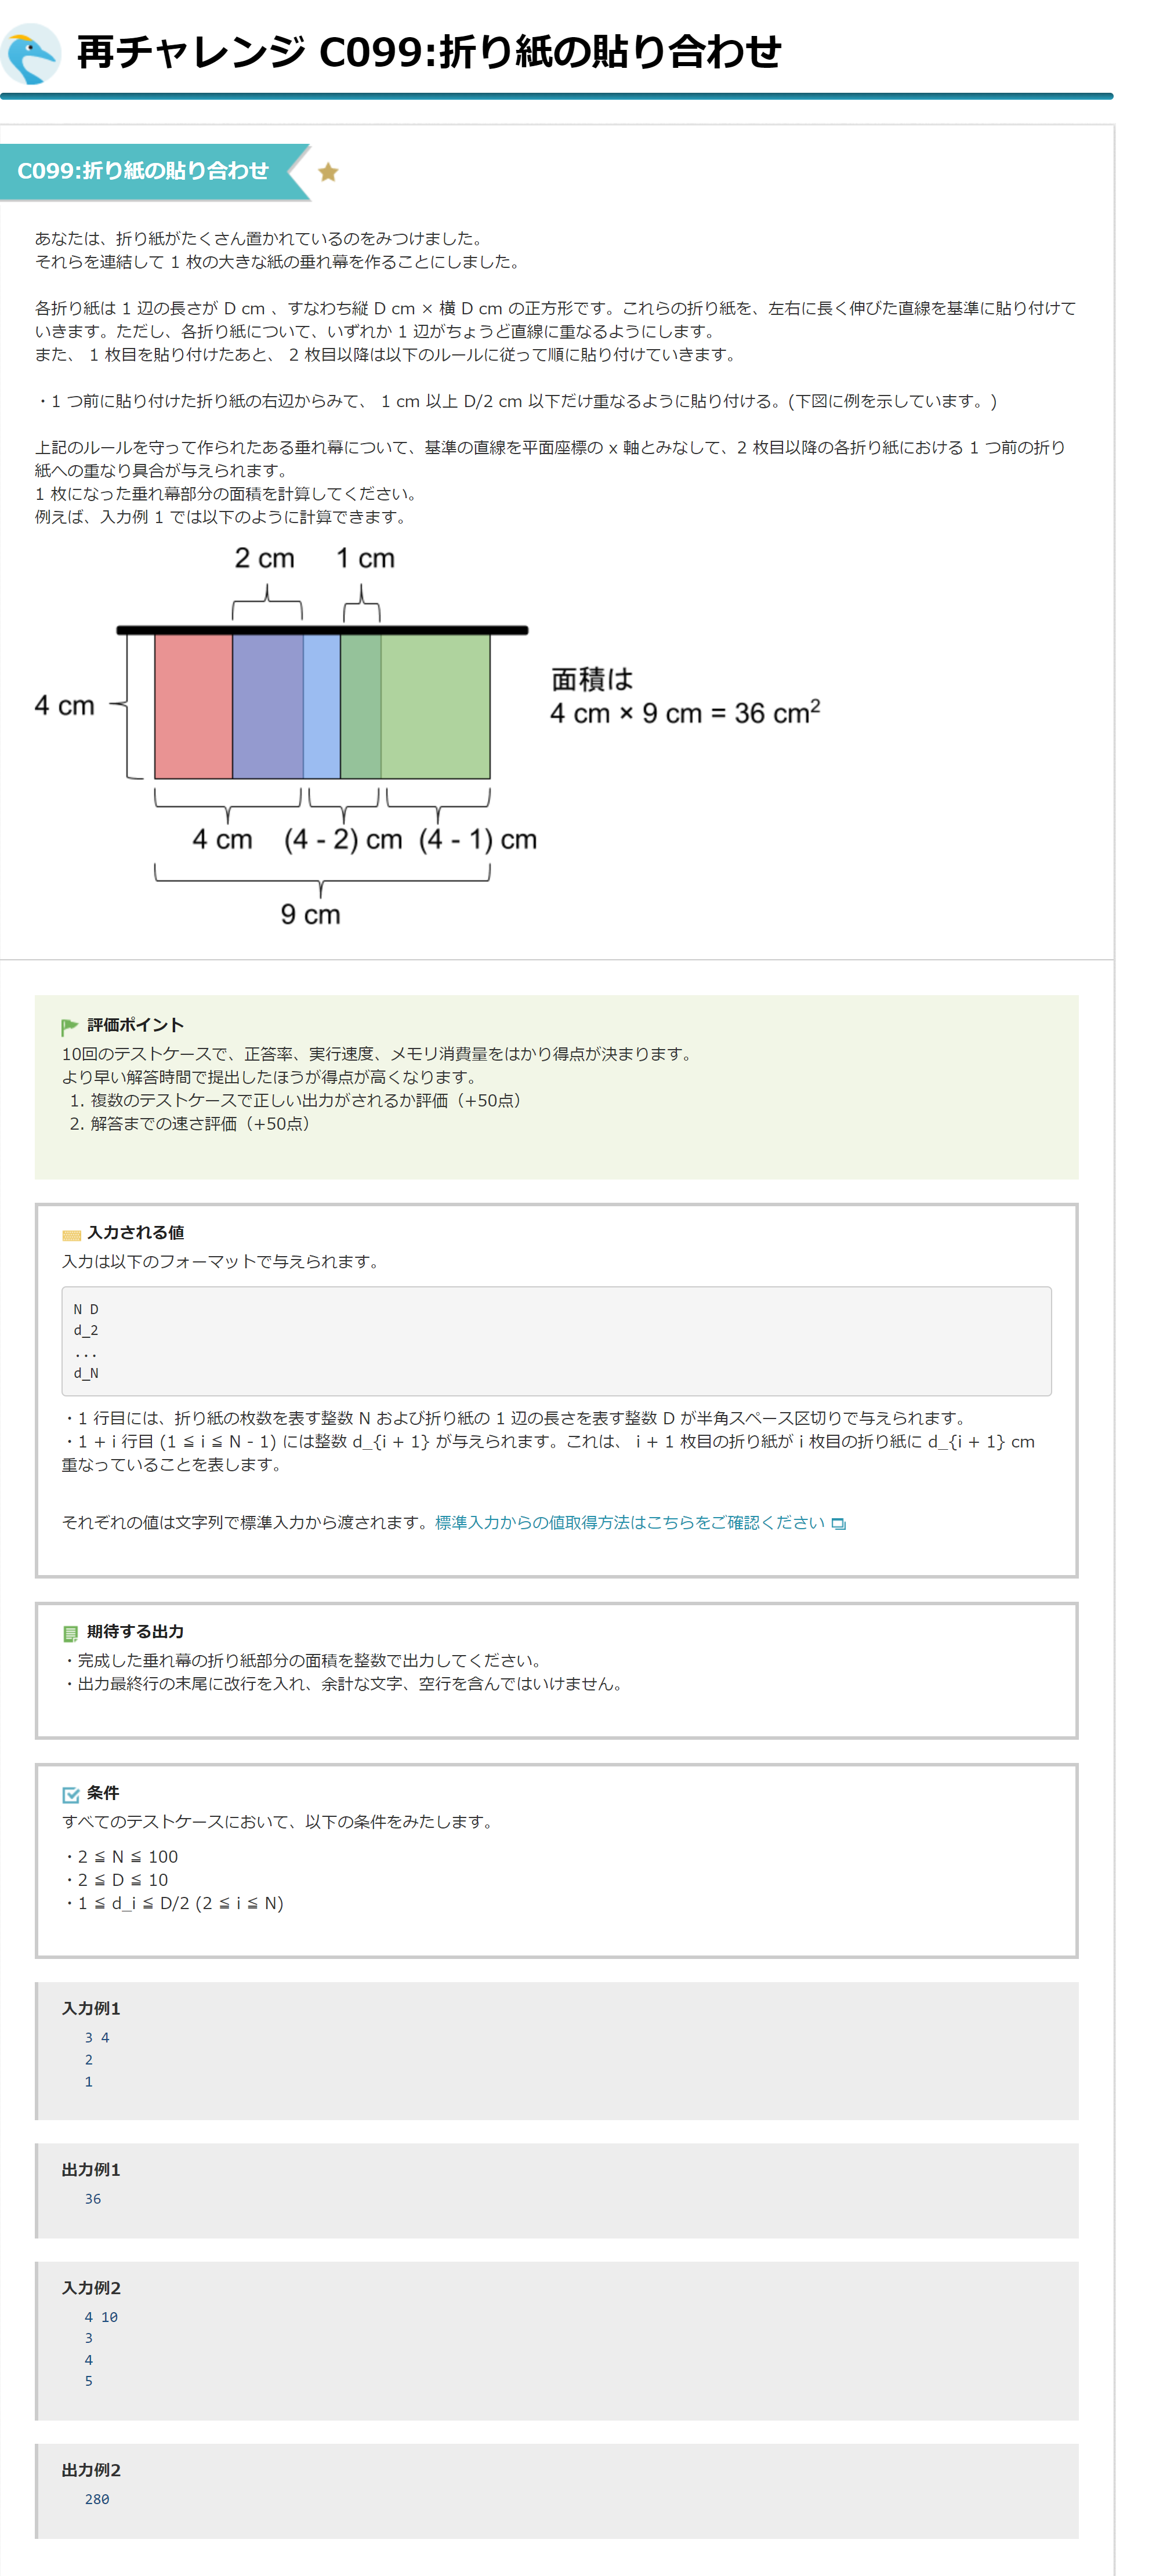 再チャレンジ C099:折り紙の貼り合わせ
C099:折り紙の貼り合わせ
あなたは、折り紙がたくさん置かれているのをみつけました。
それらを連結して 1 枚の大きな紙の垂れ幕を作ることにしました。
各折り紙は 1 辺の長さが D cm 、すなわち縦 D cm × 横 D cm の正方形です。これらの折り紙を、左右に長く伸びた直線を基準に貼り付けて
いきます。ただし、各折り紙について、いずれか 1 辺がちょうど直線に重なるようにします。
また、 1 枚目を貼り付けたあと、 2 枚目以降は以下のルールに従って順に貼り付けていきます。
・1 つ前に貼り付けた折り紙の右辺からみて、 1 cm 以上 D/2 cm 以下だけ重なるように貼り付ける。(下図に例を示しています。)
上記のルールを守って作られたある垂れ幕について、基準の直線を平面座標の x 軸とみなして、2 枚目以降の各折り紙における 1 つ前の折り
紙への重なり具合が与えられます。
1 枚になった垂れ幕部分の面積を計算してください。
例えば、入力例 1 では以下のように計算できます。
2 cm 1 cm
4 cm
面積は
4 cm × 9 cm = 36 cm²
4 cm (4 - 2) cm (4 - 1) cm
9 cm
評価ポイント
10回のテストケースで、正答率、実行速度、メモリ消費量をはかり得点が決まります。
より早い解答時間で提出したほうが得点が高くなります。
1. 複数のテストケースで正しい出力がされるか評価（+50点）
2. 解答までの速さ評価（+50点）
入力される値
入力は以下のフォーマットで与えられます。
N D
d_2
...
d_N
・1 行目には、折り紙の枚数を表す整数 N および折り紙の 1 辺の長さを表す整数 D が半角スペース区切りで与えられます。
・1 + i 行目 (1 ≦ i ≦ N - 1) には整数 d_{i + 1} が与えられます。これは、 i + 1 枚目の折り紙が i 枚目の折り紙に d_{i + 1} cm
重なっていることを表します。
それぞれの値は文字列で標準入力から渡されます。標準入力からの値取得方法はこちらをご確認ください
期待する出力
・完成した垂れ幕の折り紙部分の面積を整数で出力してください。
・出力最終行の末尾に改行を入れ、余計な文字、空行を含んではいけません。
条件
すべてのテストケースにおいて、以下の条件をみたします。
・2 ≦ N ≦ 100
・2 ≦ D ≦ 10
・1 ≦ d_i ≦ D/2 (2 ≦ i ≦ N)
入力例1
3 4
2
1
出力例1
36
入力例2
4 10
3
4
5
出力例2
280